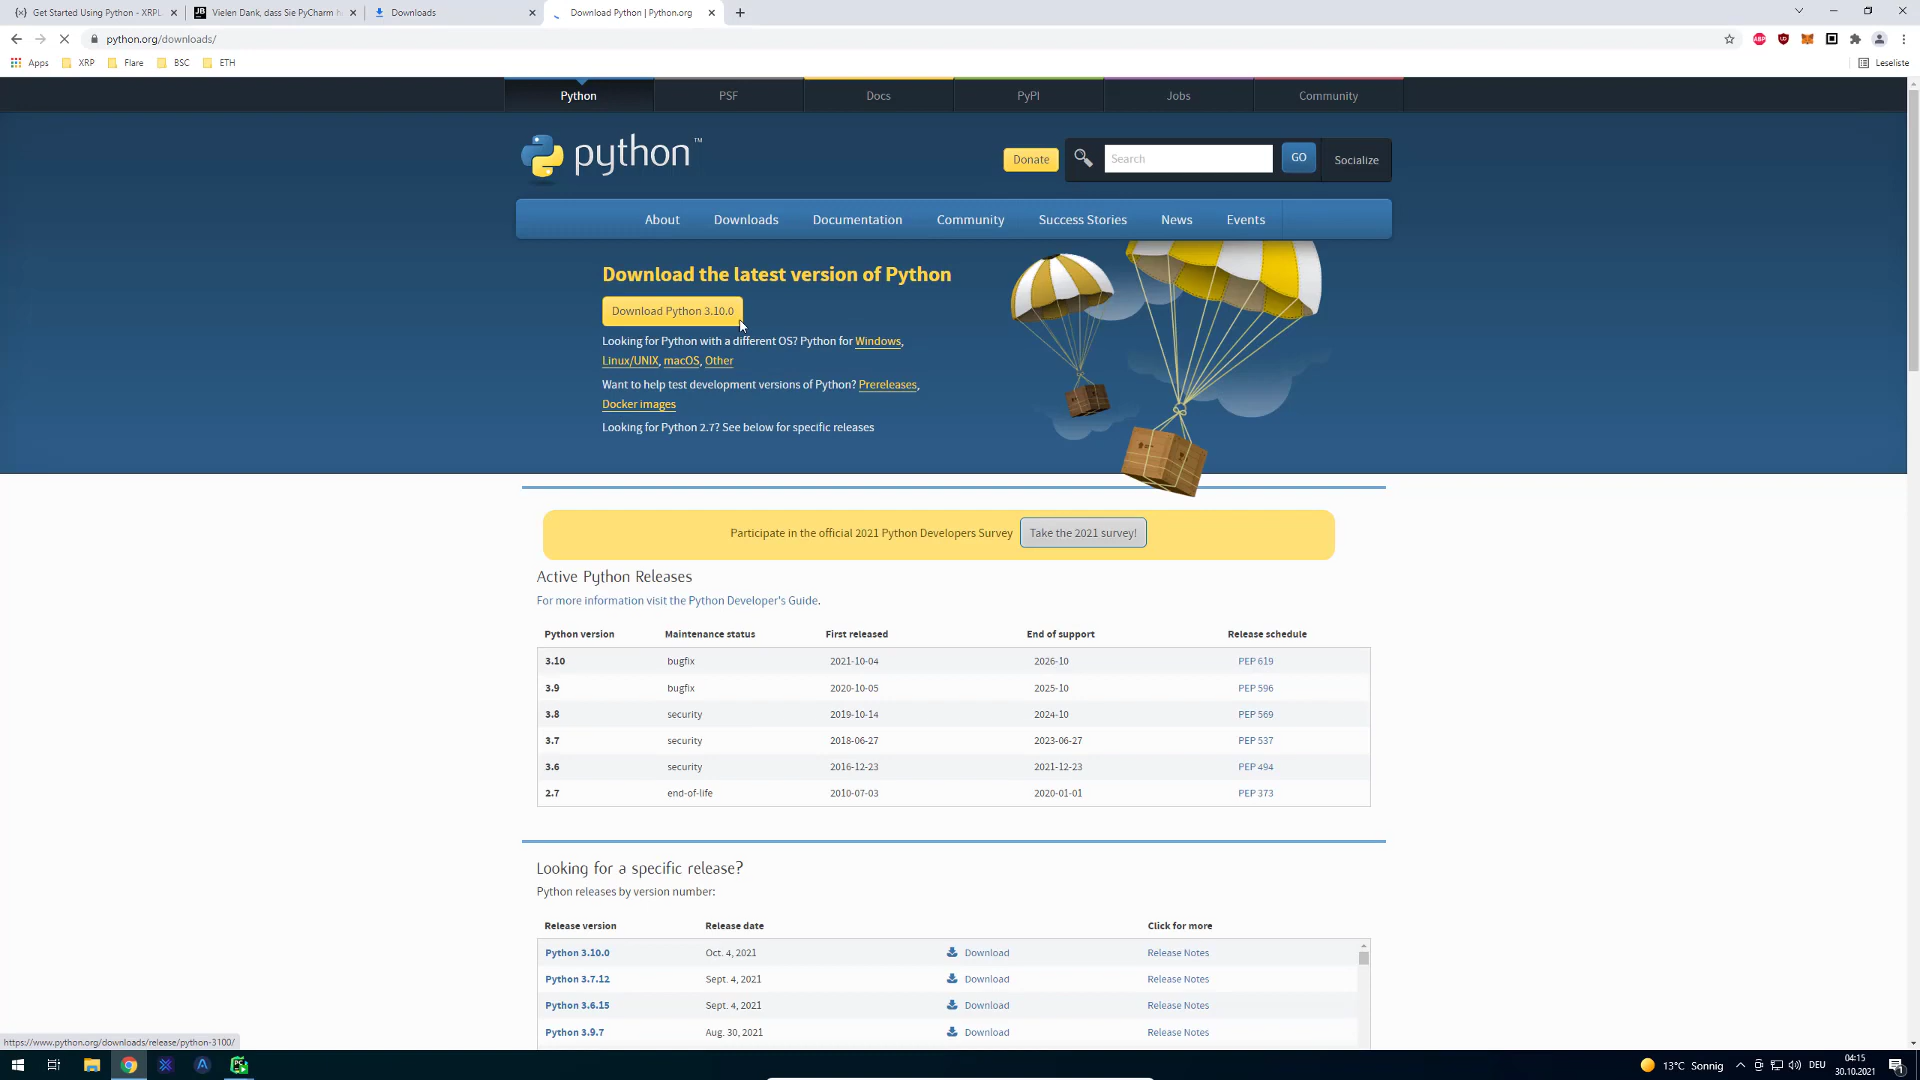 Get Started Using Python - XRPL
Vielen Dank, dass Sie PyCharm h
Downloads
Download Python | Python.org
python.org/downloads/
Apps XRP Flare BSC ETH
Leseliste
Python PSF Docs PyPI Jobs Community
python™
Donate
Search
GO
Socialize
About Downloads Documentation Community Success Stories News Events
Download the latest version of Python
Download Python 3.10.0
Looking for Python with a different OS? Python for Windows,
Linux/UNIX, macOS, Other
Want to help test development versions of Python? Prereleases,
Docker images
Looking for Python 2.7? See below for specific releases
Participate in the official 2021 Python Developers Survey Take the 2021 survey!
Active Python Releases
For more information visit the Python Developer's Guide.
Python version Maintenance status First released End of support Release schedule
3.10 bugfix 2021-10-04 2026-10 PEP 619
3.9 bugfix 2020-10-05 2025-10 PEP 596
3.8 security 2019-10-14 2024-10 PEP 569
3.7 security 2018-06-27 2023-06-27 PEP 537
3.6 security 2016-12-23 2021-12-23 PEP 494
2.7 end-of-life 2010-07-03 2020-01-01 PEP 373
Looking for a specific release?
Python releases by version number:
Release version Release date Click for more
Python 3.10.0 Oct. 4, 2021 Download Release Notes
Python 3.7.12 Sept. 4, 2021 Download Release Notes
Python 3.6.15 Sept. 4, 2021 Download Release Notes
Python 3.9.7 Aug. 30, 2021 Download Release Notes
https://www.python.org/downloads/release/python-3100/
13°C Sonnig DEU 04:15
30.10.2021